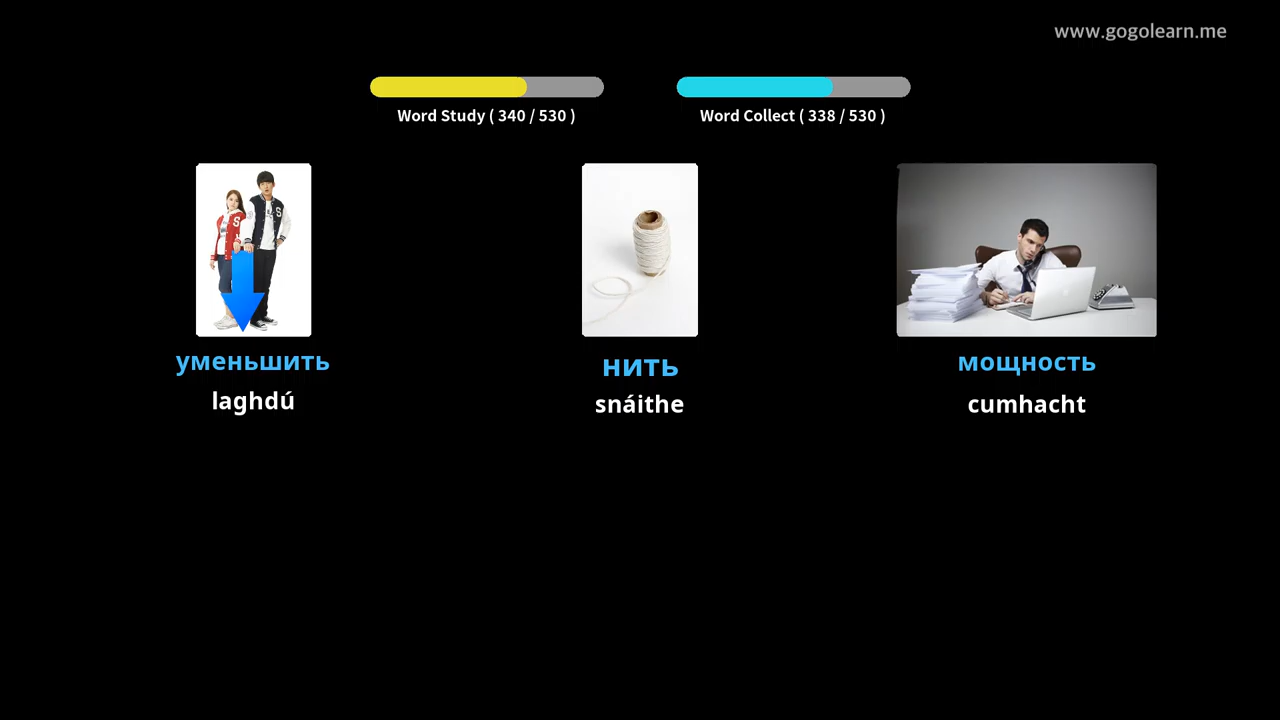 www.gogolearn.me
Word Study ( 340 / 530 )
Word Collect ( 338 / 530 )
уменьшить
laghdú
нить
snáithe
мощность
cumhacht